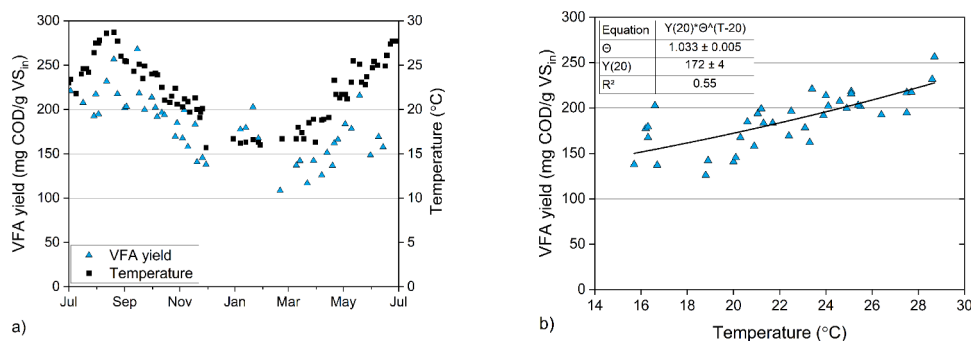 300
250
200
150
100
50
0
VFA yield (mg COD/g VSin)
30
25
20
15
10
5
0
Temperature (°C)
VFA yield
Temperature
Jul Sep Nov Jan Mar May Jul
a)
300
250
200
150
100
50
0
VFA yield (mg COD/g VSin)
Equation Y(20)*Θ^(T-20)
Θ 1.033 ± 0.005
Y(20) 172 ± 4
R² 0.55
14 16 18 20 22 24 26 28 30
Temperature (°C)
b)